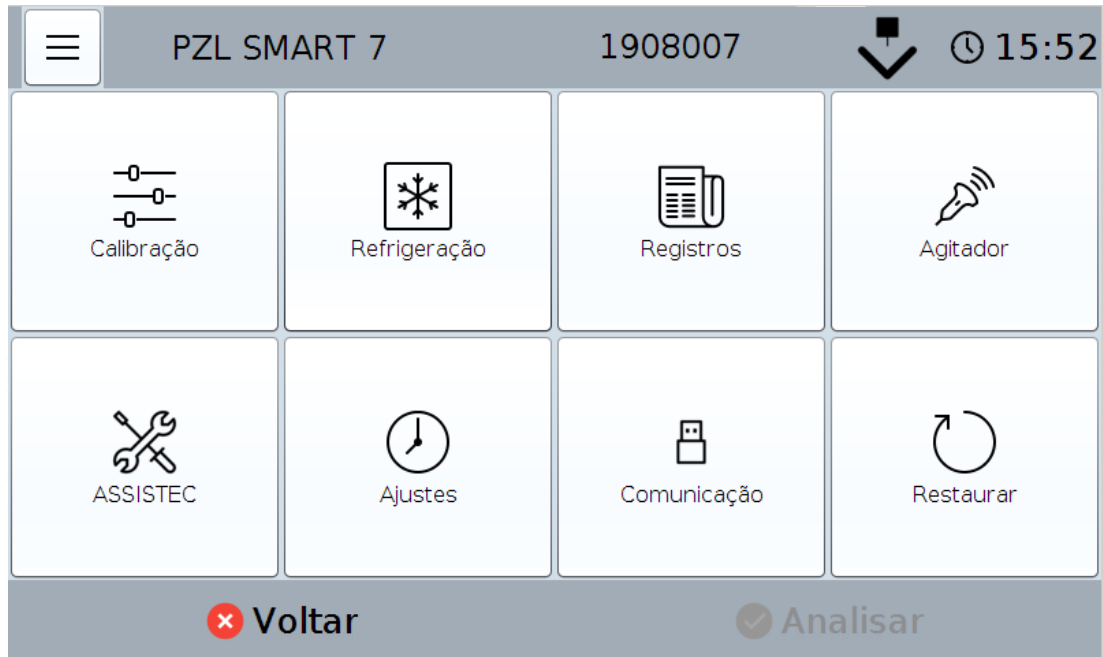 PZL SMART 7 1908007 15:52
Calibração Refrigeração Registros Agitador
ASSISTEC Ajustes Comunicação Restaurar
Voltar Analisar